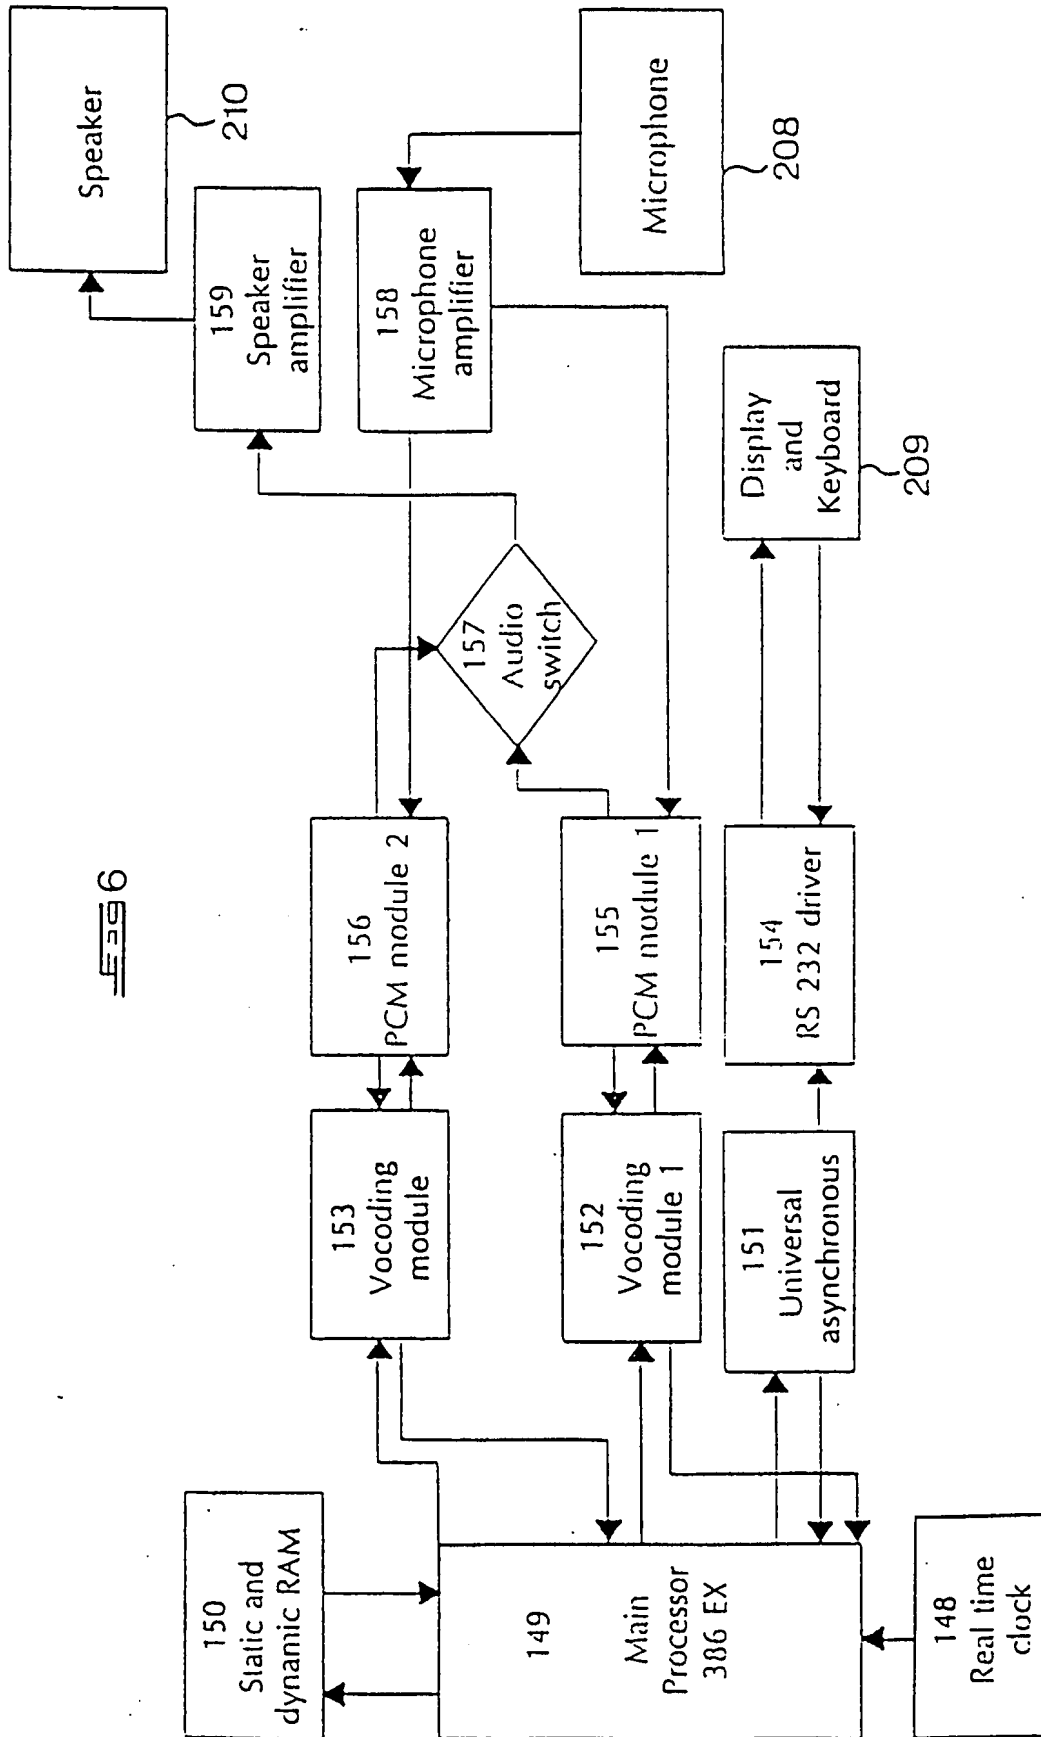 Fig 6
150
Static and
dynamic RAM
149
Main
Processor
386 EX
148
Real time
clock
153
Vocoding
module
152
Vocoding
module 1
151
Universal
asynchronous
156
PCM module 2
155
PCM module 1
154
RS 232 driver
157
Audio
switch
159
Speaker
amplifier
158
Microphone
amplifier
Display
and
Keyboard
209
Speaker
210
Microphone
208